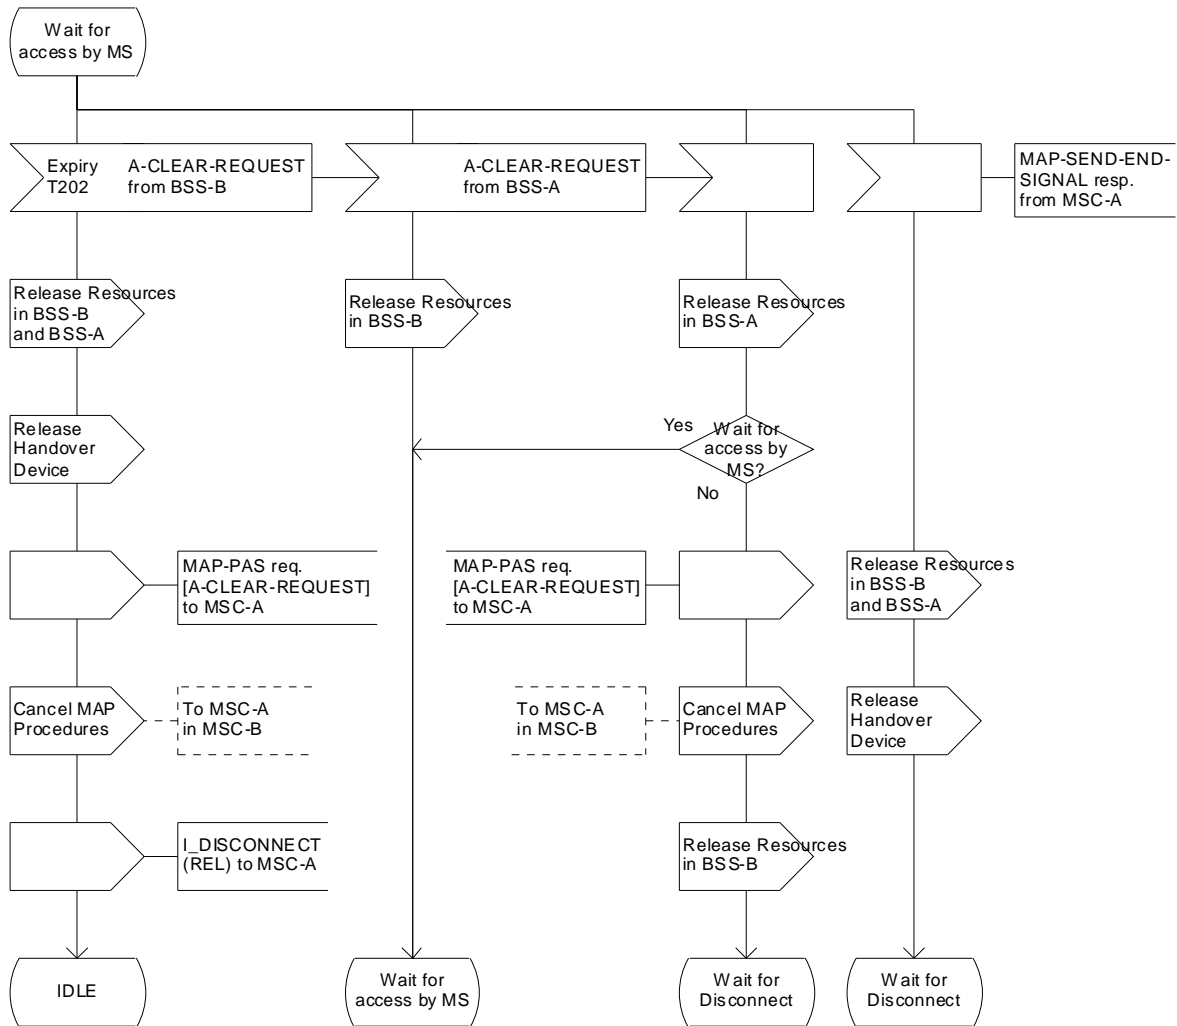 Wait for
access by MS
Expiry
T202
A-CLEAR-REQUEST
from BSS-B
A-CLEAR-REQUEST
from BSS-A
MAP-SEND-END-
SIGNAL resp.
from MSC-A
Release Resources
in BSS-B
and BSS-A
Release Resources
in BSS-B
Release Resources
in BSS-A
Release
Handover
Device
Yes
Wait for
access by
MS?
No
MAP-PAS req.
[A-CLEAR-REQUEST]
to MSC-A
MAP-PAS req.
[A-CLEAR-REQUEST]
to MSC-A
Release Resources
in BSS-B
and BSS-A
Cancel MAP
Procedures
To MSC-A
in MSC-B
To MSC-A
in MSC-B
Cancel MAP
Procedures
Release
Handover
Device
I_DISCONNECT
(REL) to MSC-A
Release Resources
in BSS-B
IDLE
Wait for
access by MS
Wait for
Disconnect
Wait for
Disconnect